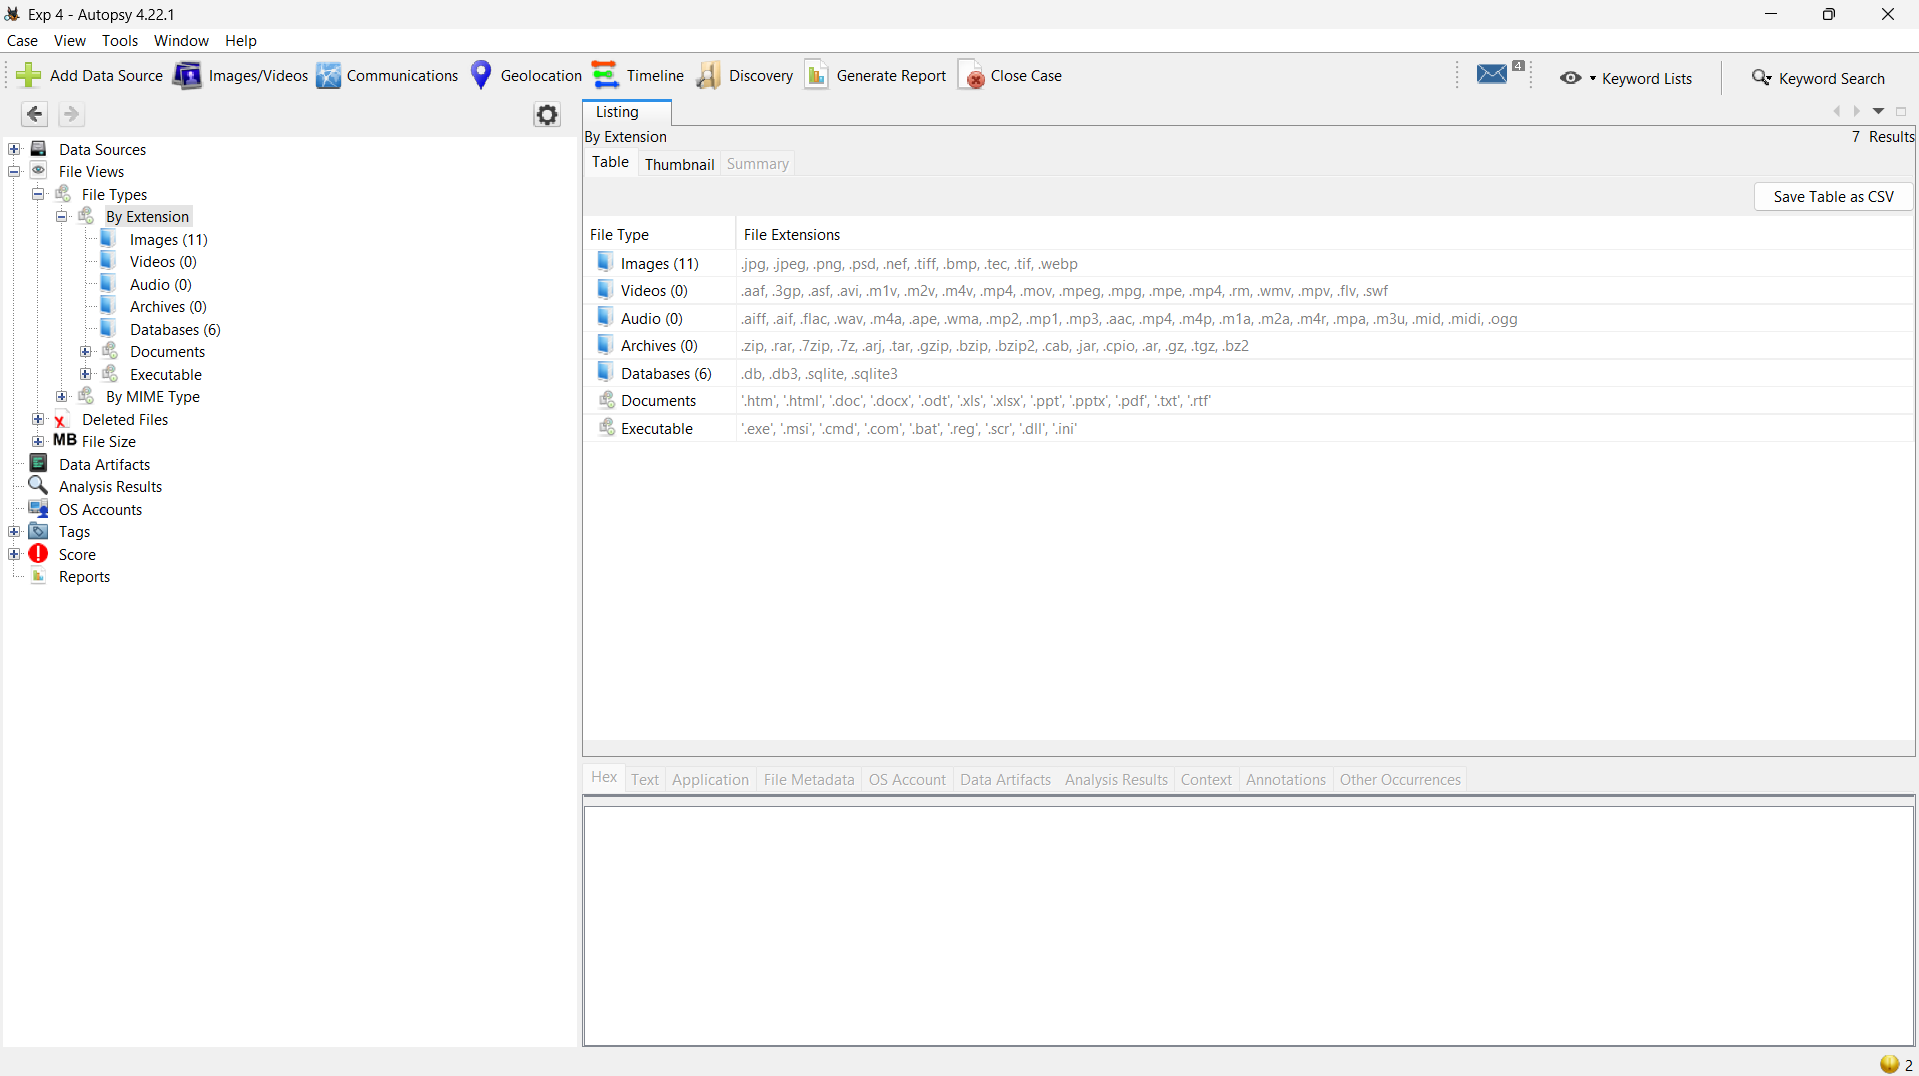 Exp 4 - Autopsy 4.22.1
Case View Tools Window Help
Add Data Source Images/Videos Communications Geolocation Timeline Discovery Generate Report Close Case 4 Keyword Lists Keyword Search
Data Sources
File Views
File Types
By Extension
Images (11)
Videos (0)
Audio (0)
Archives (0)
Databases (6)
Documents
Executable
By MIME Type
Deleted Files
MB File Size
Data Artifacts
Analysis Results
OS Accounts
Tags
Score
Reports
Listing
By Extension 7 Results
Table Thumbnail Summary
Save Table as CSV
File Type File Extensions
Images (11) .jpg, .jpeg, .png, .psd, .nef, .tiff, .bmp, .tec, .tif, .webp
Videos (0) .aaf, .3gp, .asf, .avi, .m1v, .m2v, .m4v, .mp4, .mov, .mpeg, .mpg, .mpe, .mp4, .rm, .wmv, .mpv, .flv, .swf
Audio (0) .aiff, .aif, .flac, .wav, .m4a, .ape, .wma, .mp2, .mp1, .mp3, .aac, .mp4, .m4p, .m1a, .m2a, .m4r, .mpa, .m3u, .mid, .midi, .ogg
Archives (0) .zip, .rar, .7zip, .7z, .arj, .tar, .gzip, .bzip, .bzip2, .cab, .jar, .cpio, .ar, .gz, .tgz, .bz2
Databases (6) .db, .db3, .sqlite, .sqlite3
Documents '.htm', '.html', '.doc', '.docx', '.odt', '.xls', '.xlsx', '.ppt', '.pptx', '.pdf', '.txt', '.rtf'
Executable '.exe', '.msi', '.cmd', '.com', '.bat', '.reg', '.scr', '.dll', '.ini'
Hex Text Application File Metadata OS Account Data Artifacts Analysis Results Context Annotations Other Occurrences
2